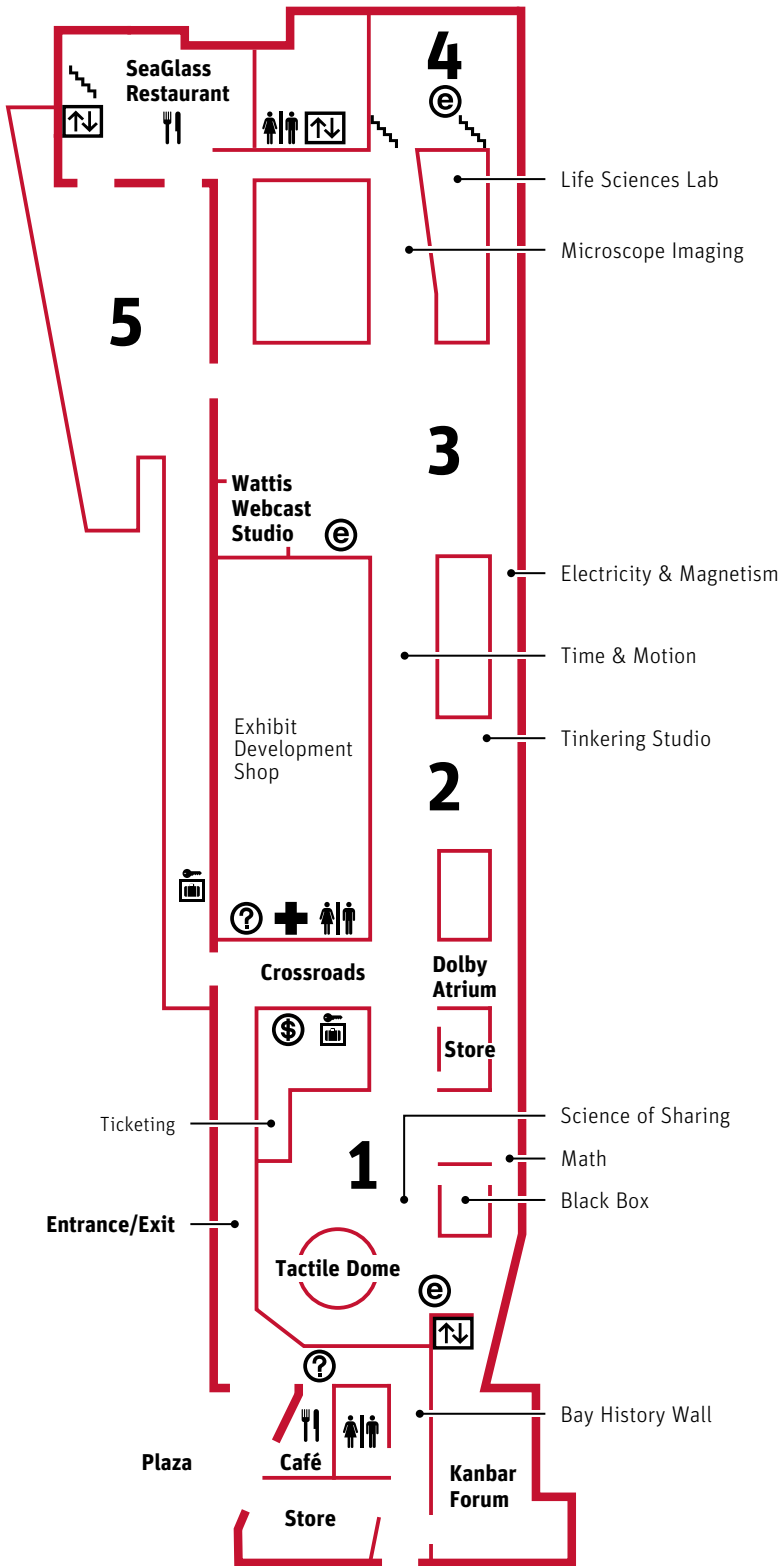 4
SeaGlass
Restaurant
e
Life Sciences Lab
Microscope Imaging
5
3
Wattis
Webcast
Studio
e
Electricity & Magnetism
Time & Motion
Exhibit
Development
Shop
Tinkering Studio
2
?
Crossroads
Dolby
Atrium
$
Store
Ticketing
1
Science of Sharing
Math
Black Box
Entrance/Exit
Tactile Dome
e
?
Bay History Wall
Plaza
Café
Kanbar
Forum
Store